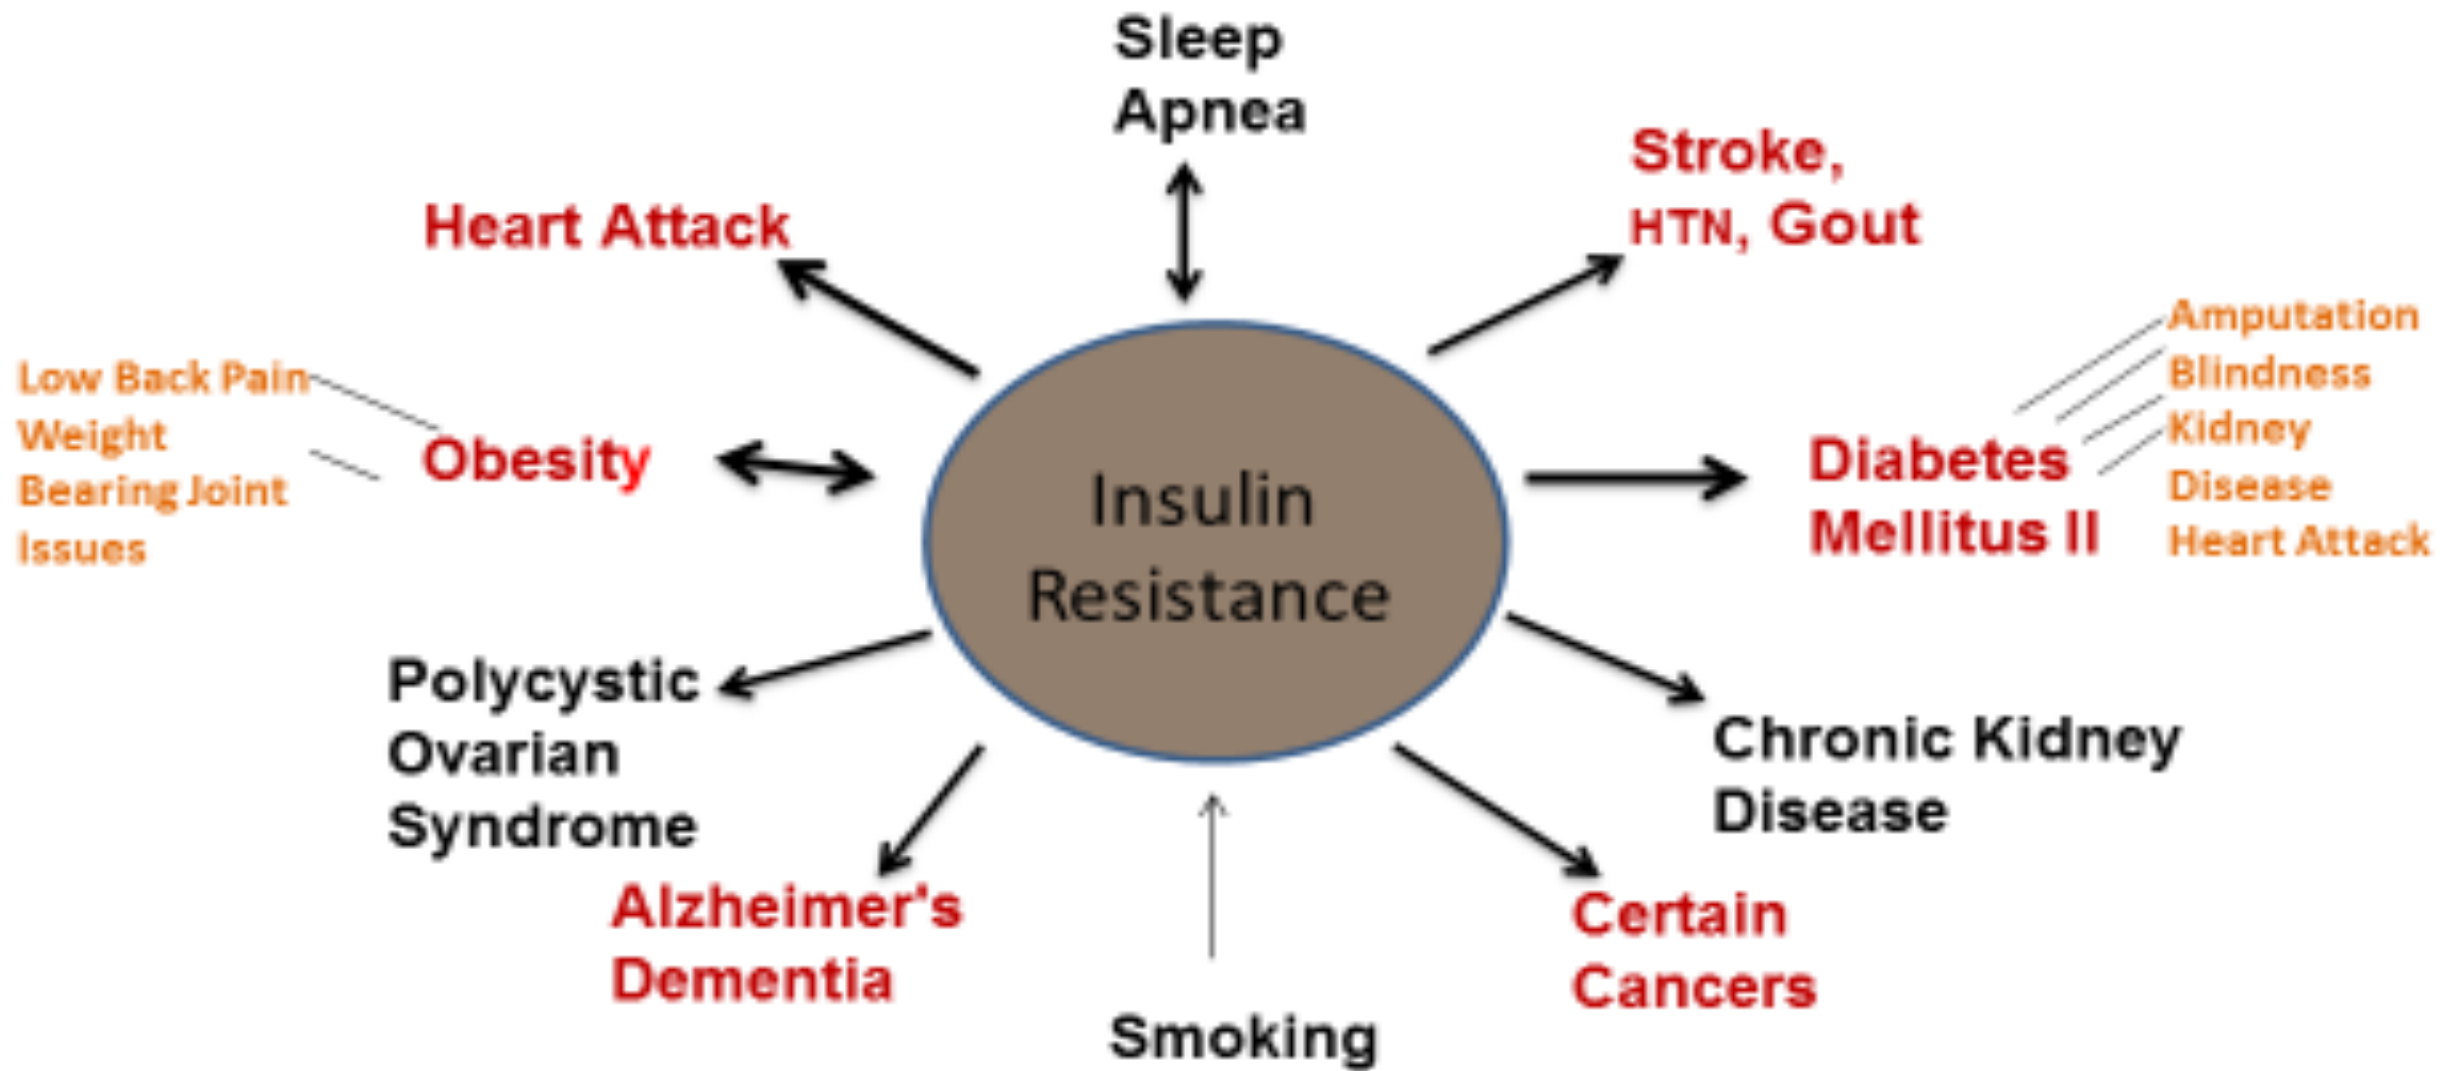 Sleep
Apnea
Stroke,
HTN, Gout
Heart Attack
Low Back Pain
Weight
Bearing Joint
Issues
Obesity
Insulin
Resistance
Diabetes
Mellitus II
Amputation
Blindness
Kidney
Disease
Heart Attack
Polycystic
Ovarian
Syndrome
Chronic Kidney
Disease
Alzheimer's
Dementia
Certain
Cancers
Smoking